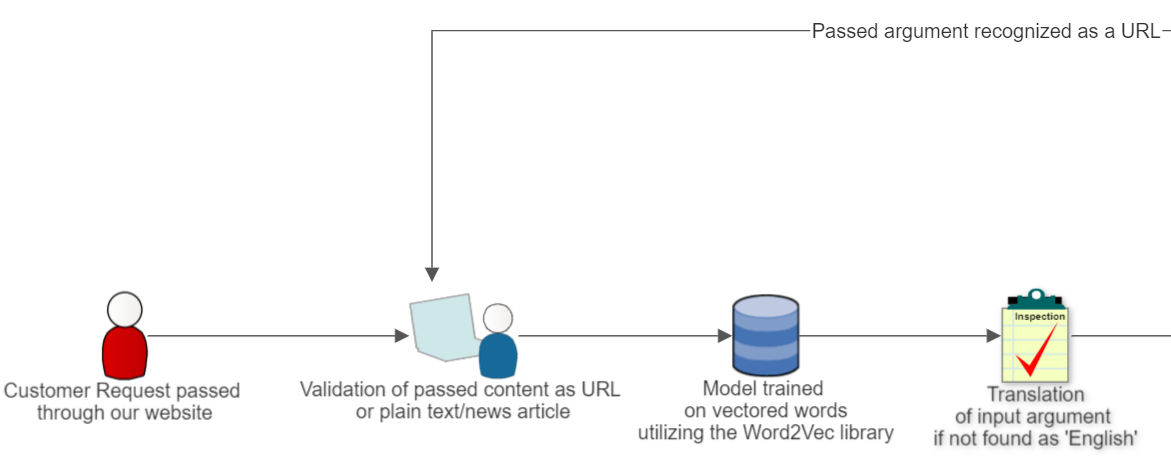 Passed argument recognized as a URL
Inspection
Customer Request passed
through our website
Validation of passed content as URL
or plain text/news article
Model trained
on vectored words
utilizing the Word2Vec library
Translation
of input argument
if not found as 'English'